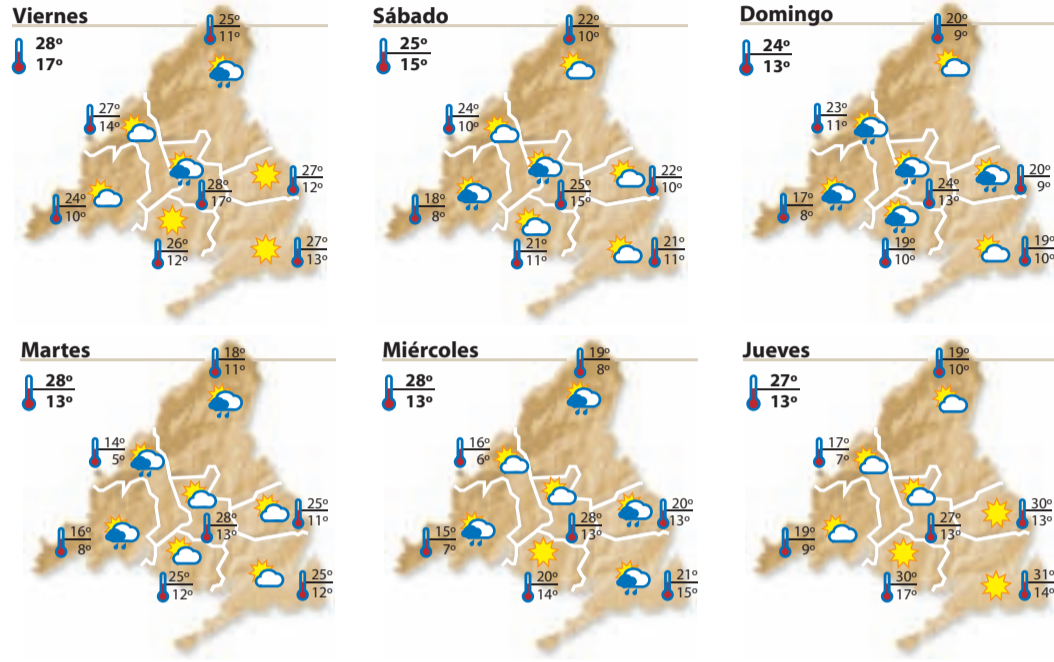 Viernes
28º
17º
25º
11º
27º
14º
24º
10º
28º
17º
27º
12º
26º
12º
27º
13º
Sábado
25º
15º
22º
10º
24º
10º
18º
8º
25º
15º
22º
10º
21º
11º
21º
11º
Domingo
24º
13º
20º
9º
23º
11º
17º
8º
24º
13º
20º
9º
19º
10º
19º
10º
Martes
28º
13º
18º
11º
14º
5º
16º
8º
28º
13º
25º
11º
25º
12º
25º
12º
Miércoles
28º
13º
19º
8º
16º
6º
15º
7º
28º
13º
20º
13º
20º
14º
21º
15º
Jueves
27º
13º
19º
10º
17º
7º
19º
9º
27º
13º
30º
13º
30º
17º
31º
14º